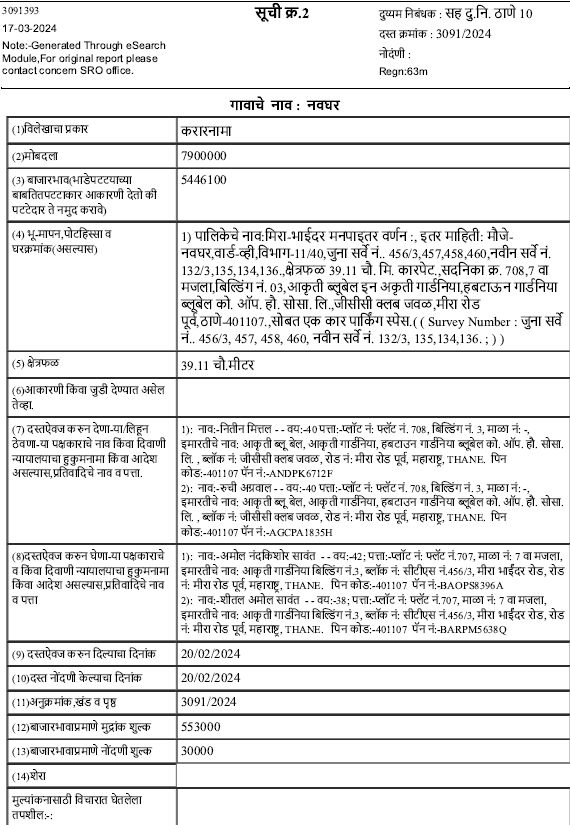 3091393
17-03-2024
Note:-Generated Through eSearch
Module,For original report please
contact concern SRO office.
सूची क्र.2
दुय्यम निबंधक : सह दु.नि. ठाणे 10
दस्त क्रमांक : 3091/2024
नोदंणी :
Regn:63m
गावाचे नाव : नवघर
(1)विलेखाचा प्रकार
करारनामा
(2)मोबदला
7900000
(3) बाजारभाव(भाडेपटटयाच्या
बाबतितपटटाकार आकारणी देतो की
पटटेदार ते नमुद करावे)
5446100
(4) भू-मापन,पोटहिस्सा व
घरक्रमांक(असल्यास)
1) पालिकेचे नाव:मिरा-भाईंदर मनपाइतर वर्णन :, इतर माहिती: मौजे-
नवघर,वार्ड-व्ही,विभाग-11/40,जुना सर्वे नं.. 456/3,457,458,460,नवीन सर्वे नं.
132/3,135,134,136.,क्षेत्रफळ 39.11 चौ. मि. कारपेट.,सदनिका क्र. 708,7 वा
मजला,बिल्डिंग नं. 03,आकृती ब्लूबेल इन अकृती गार्डनिया,हबटाऊन गार्डनिया
ब्लूबेल को. ऑप. हौ. सोसा. लि.,जीसीसी क्लब जवळ,मीरा रोड
पूर्व,ठाणे-401107.,सोबत एक कार पार्किंग स्पेस.( ( Survey Number : जुना सर्वे
नं.. 456/3, 457, 458, 460, नवीन सर्वे नं. 132/3, 135,134,136. ; ) )
(5) क्षेत्रफळ
39.11 चौ.मीटर
(6)आकारणी किंवा जुडी देण्यात असेल
तेव्हा.
(7) दस्तऐवज करुन देणा-या/लिहून
ठेवणा-या पक्षकाराचे नाव किंवा दिवाणी
न्यायालयाचा हुकुमनामा किंवा आदेश
असल्यास,प्रतिवादिचे नाव व पत्ता.
1): नाव:-नितीन मित्तल - - वय:-40 पत्ता:-प्लॉट नं: फ्लॅट नं. 708, बिल्डिंग नं. 3, माळा नं: -,
इमारतीचे नाव: आकृती ब्लू बेल, आकृती गार्डनिया, हबटाउन गार्डनिया ब्लूबेल को. ऑप. हौ. सोसा.
लि. , ब्लॉक नं: जीसीसी क्लब जवळ, रोड नं: मीरा रोड पूर्व, महाराष्ट्र, THANE. पिन
कोड:-401107 पॅन नं:-ANDPK6712F
2): नाव:-रुची अग्रवाल - - वय:-40 पत्ता:-प्लॉट नं: फ्लॅट नं. 708, बिल्डिंग नं. 3, माळा नं: -,
इमारतीचे नाव: आकृती ब्लू बेल, आकृती गार्डनिया, हबटाउन गार्डनिया ब्लूबेल को. ऑप. हौ. सोसा.
लि. , ब्लॉक नं: जीसीसी क्लब जवळ, रोड नं: मीरा रोड पूर्व, महाराष्ट्र, THANE. पिन
कोड:-401107 पॅन नं:-AGCPA1835H
(8)दस्तऐवज करुन घेणा-या पक्षकाराचे
व किंवा दिवाणी न्यायालयाचा हुकुमनामा
किंवा आदेश असल्यास,प्रतिवादिचे नाव
व पत्ता
1): नाव:-अमोल नंदकिशोर सावंत - - वय:-42; पत्ता:-प्लॉट नं: फ्लॅट नं.707, माळा नं: 7 वा मजला,
इमारतीचे नाव: आकृती गार्डनिया बिल्डिंग नं.3, ब्लॉक नं: सीटीएस नं.456/3, मीरा भाईंदर रोड, रोड
नं: मीरा रोड पूर्व, महाराष्ट्र, THANE. पिन कोड:-401107 पॅन नं:-BAOPS8396A
2): नाव:-शीतल अमोल सावंत - - वय:-38; पत्ता:-प्लॉट नं: फ्लॅट नं.707, माळा नं: 7 वा मजला,
इमारतीचे नाव: आकृती गार्डनिया बिल्डिंग नं.3, ब्लॉक नं: सीटीएस नं.456/3, मीरा भाईंदर रोड, रोड
नं: मीरा रोड पूर्व, महाराष्ट्र, THANE. पिन कोड:-401107 पॅन नं:-BARPM5638Q
(9) दस्तऐवज करुन दिल्याचा दिनांक
20/02/2024
(10)दस्त नोंदणी केल्याचा दिनांक
20/02/2024
(11)अनुक्रमांक,खंड व पृष्ठ
3091/2024
(12)बाजारभावाप्रमाणे मुद्रांक शुल्क
553000
(13)बाजारभावाप्रमाणे नोंदणी शुल्क
30000
(14)शेरा
मुल्यांकनासाठी विचारात घेतलेला
तपशील:-: